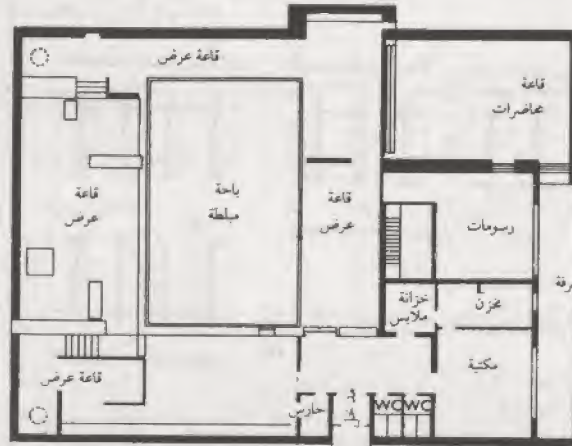 قاعة عرض
قاعة
محاضرات
قاعة
عرض
باحة
مبلطة
قاعة
عرض
رسومات
خزانة
ملابس
مخزن
مكتبة
قاعة عرض
حارس
مدخل
WC
WC